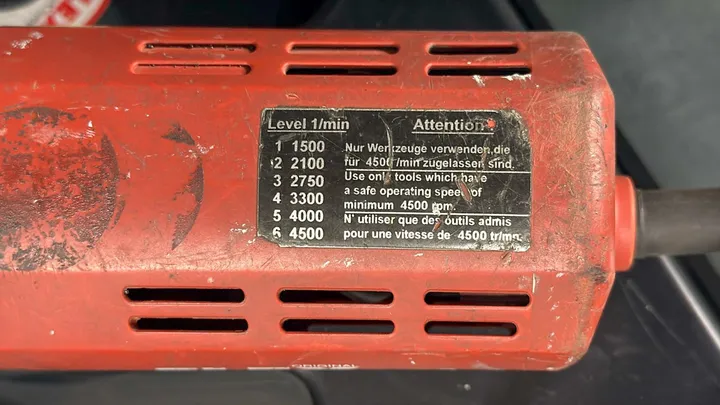 Level 1/min
1 1500
2 2100
3 2750
4 3300
5 4000
6 4500
Attention
Nur Werkzeuge verwenden,die
für 4500 /min zugelassen sind.
Use only tools which have
a safe operating speed of
minimum 4500 rpm.
N' utiliser que des outils admis
pour une vitesse de 4500 tr/mn.
ORIGINAL